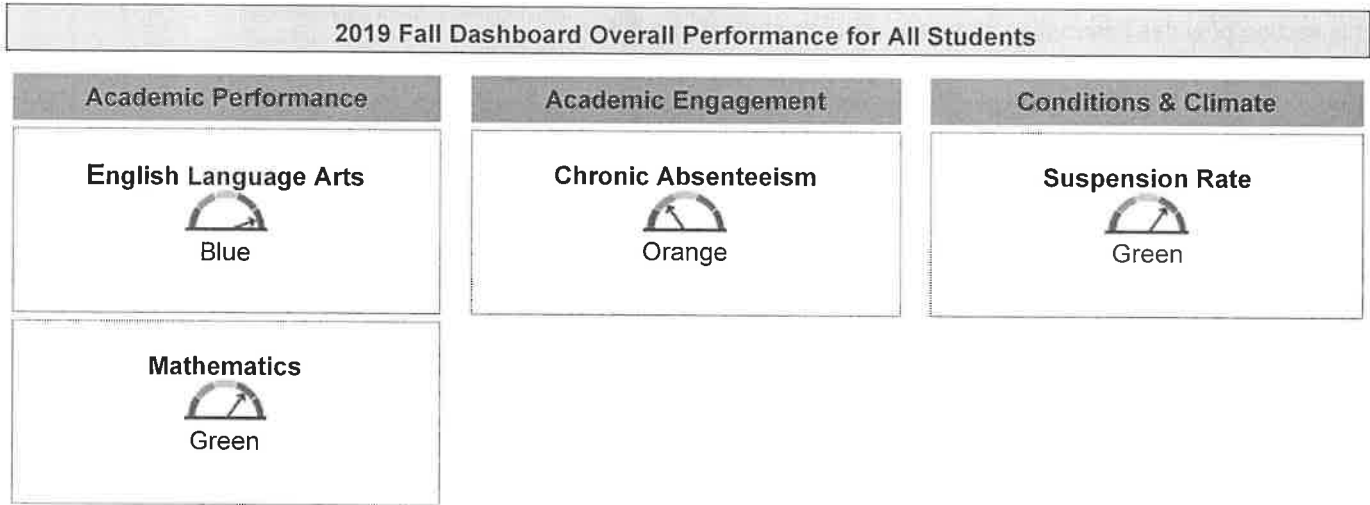 2019 Fall Dashboard Overall Performance for All Students
Academic Performance
English Language Arts
Blue
Mathematics
Green
Academic Engagement
Chronic Absenteeism
Orange
Conditions & Climate
Suspension Rate
Green